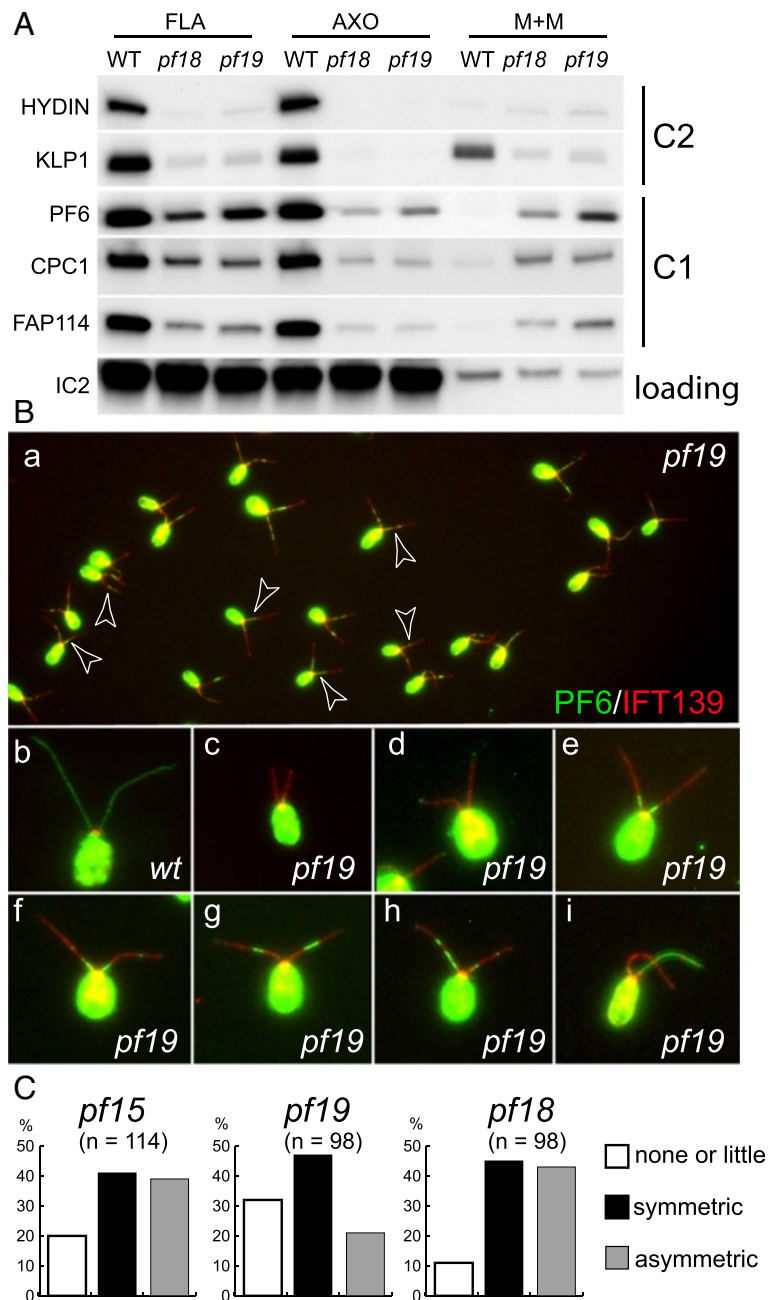 A
FLA AXO M+M
WT pf18 pf19 WT pf18 pf19 WT pf18 pf19
HYDIN
KLP1
C2
PF6
CPC1
FAP114
C1
IC2
loading
B
a
pf19
PF6/IFT139
b
wt
c
pf19
d
pf19
e
pf19
f
pf19
g
pf19
h
pf19
i
pf19
C
pf15
(n = 114)
%
50
40
30
20
10
0
pf19
(n = 98)
%
50
40
30
20
10
0
pf18
(n = 98)
%
50
40
30
20
10
0
none or little
symmetric
asymmetric